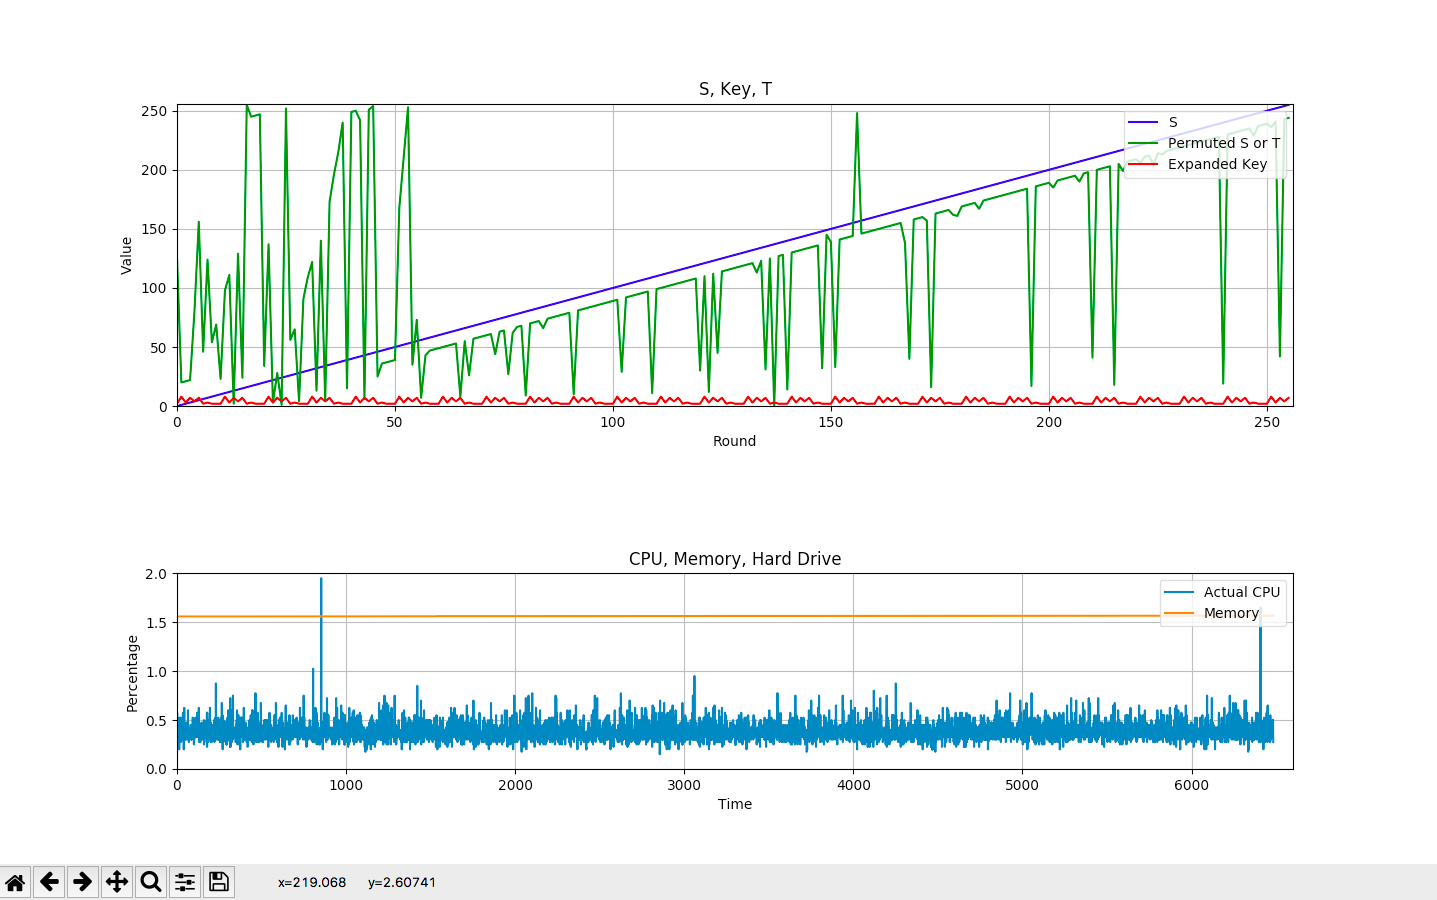 S, Key, T
250
200
150
100
50
0
Value
S
Permuted S or T
Expanded Key
0 50 100 150 200 250
Round
CPU, Memory, Hard Drive
2.0
1.5
1.0
0.5
0.0
Percentage
Actual CPU
Memory
0 1000 2000 3000 4000 5000 6000
Time
x=219.068 y=2.60741